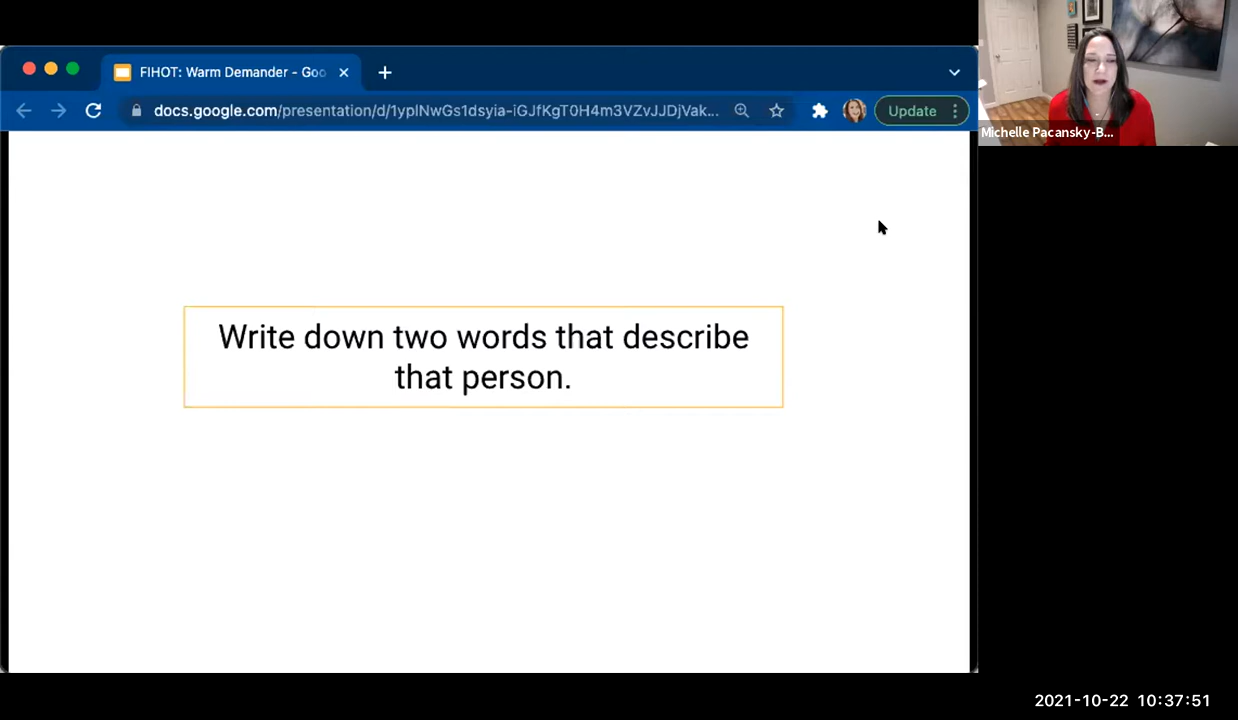 FIHOT: Warm Demander - Goo
docs.google.com/presentation/d/1yplNwGs1dsyia-iGJfKgT0H4m3VZvJJDjVak...
Update
Michelle Pacansky-B...
Write down two words that describe
that person.
2021-10-22 10:37:51